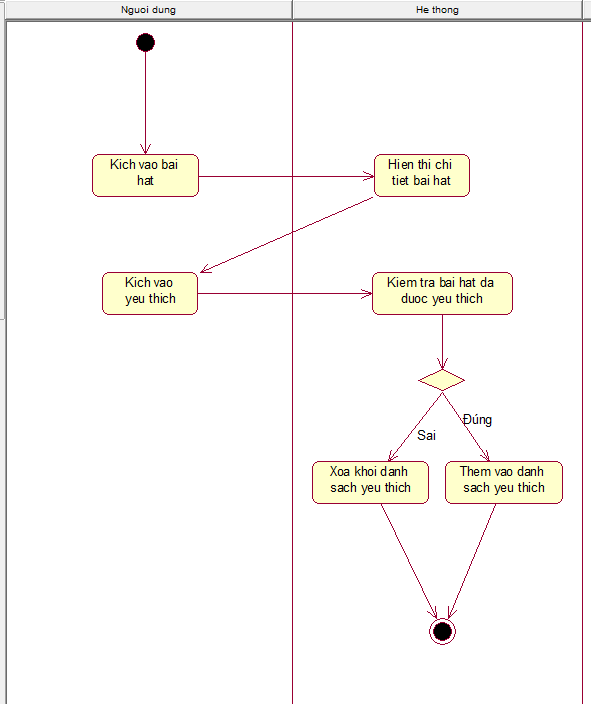 Nguoi dung
He thong
Kich vao bai
hat
Hien thi chi
tiet bai hat
Kich vao
yeu thich
Kiem tra bai hat da
duoc yeu thich
Sai
Đúng
Xoa khoi danh
sach yeu thich
Them vao danh
sach yeu thich